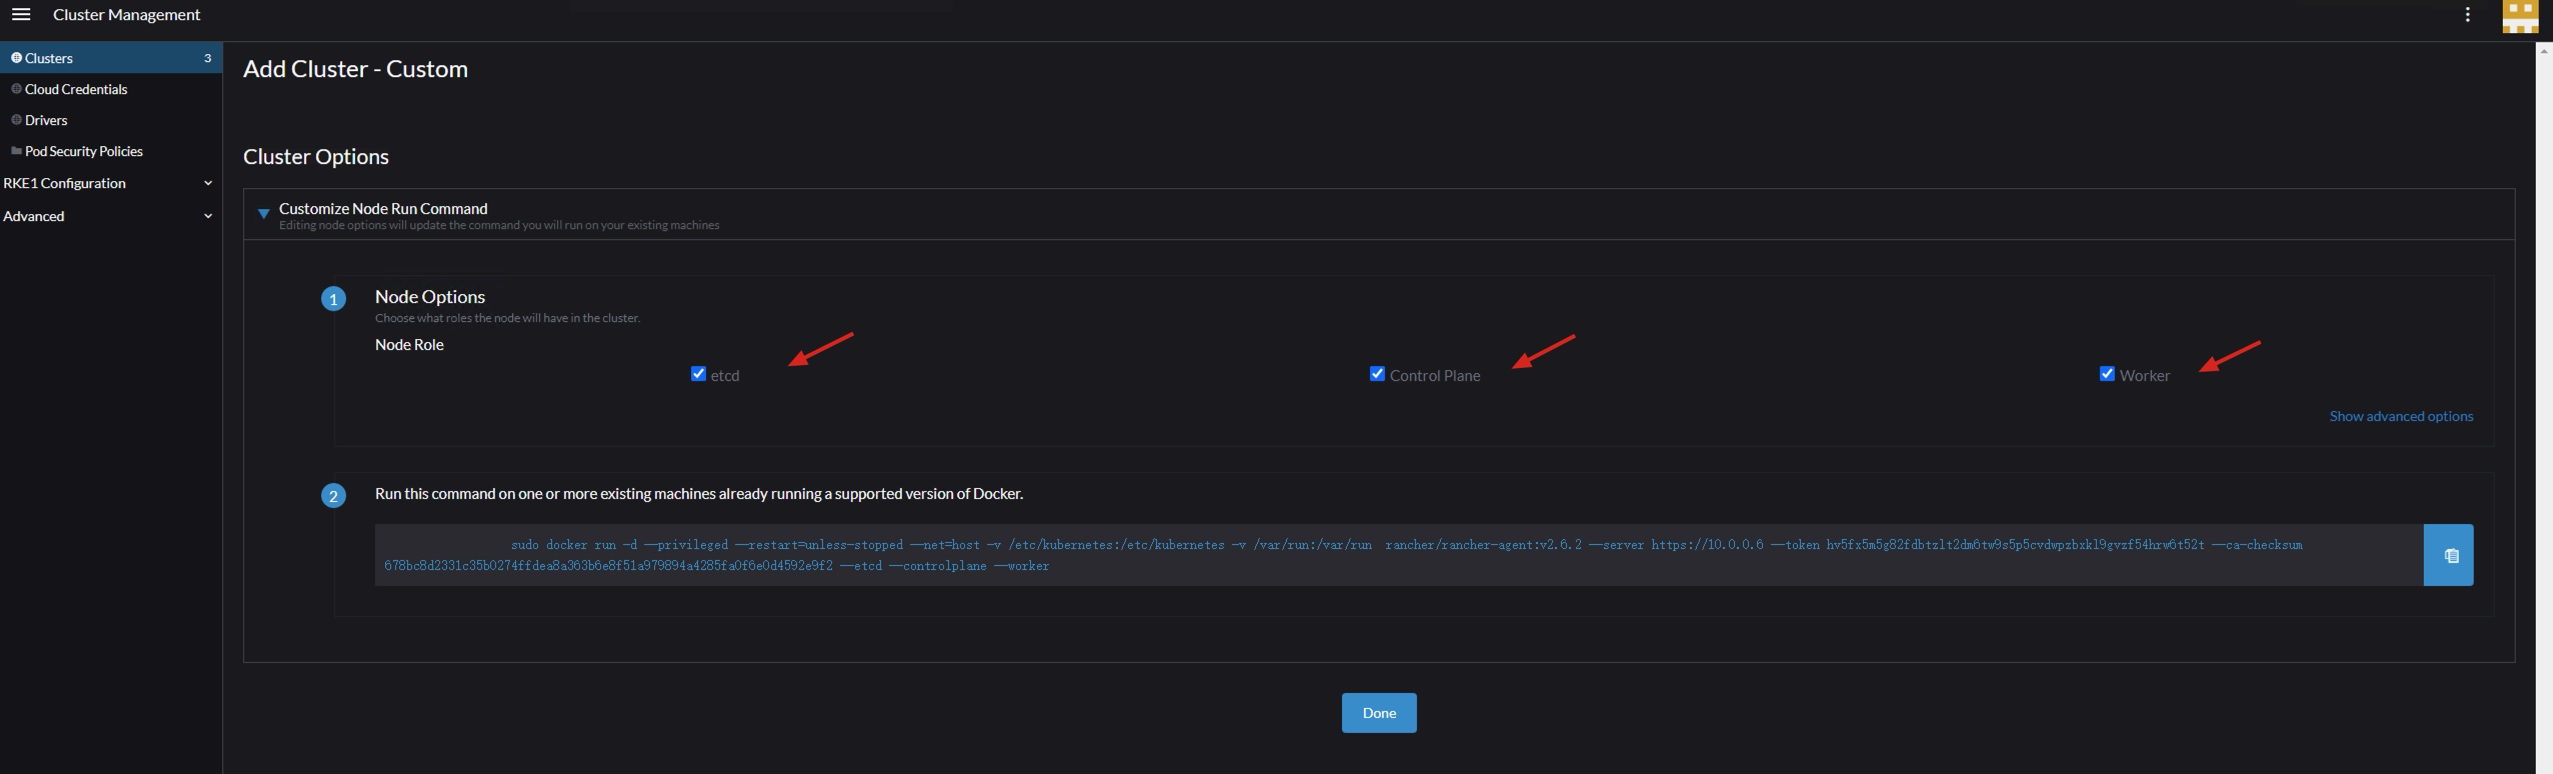 Cluster Management
Clusters 3
Cloud Credentials
Drivers
Pod Security Policies
RKE1 Configuration
Advanced
Add Cluster - Custom
Cluster Options
Customize Node Run Command
Editing node options will update the command you will run on your existing machines
1
Node Options
Choose what roles the node will have in the cluster.
Node Role
etcd Control Plane Worker
Show advanced options
2
Run this command on one or more existing machines already running a supported version of Docker.
sudo docker run -d --privileged --restart=unless-stopped --net=host -v /etc/kubernetes:/etc/kubernetes -v /var/run:/var/run rancher/rancher-agent:v2.6.2 --server https://10.0.0.6 --token hv5fx5m5g82fdbtzlt2dm6tw9s5p5cvdwpzbxkl9gvzf54hrw6t52t --ca-checksum
678bc8d2331c35b0274ffdea8a363b6e8f51a979894a4285fa0f6e0d4592e9f2 --etcd --controlplane --worker
Done